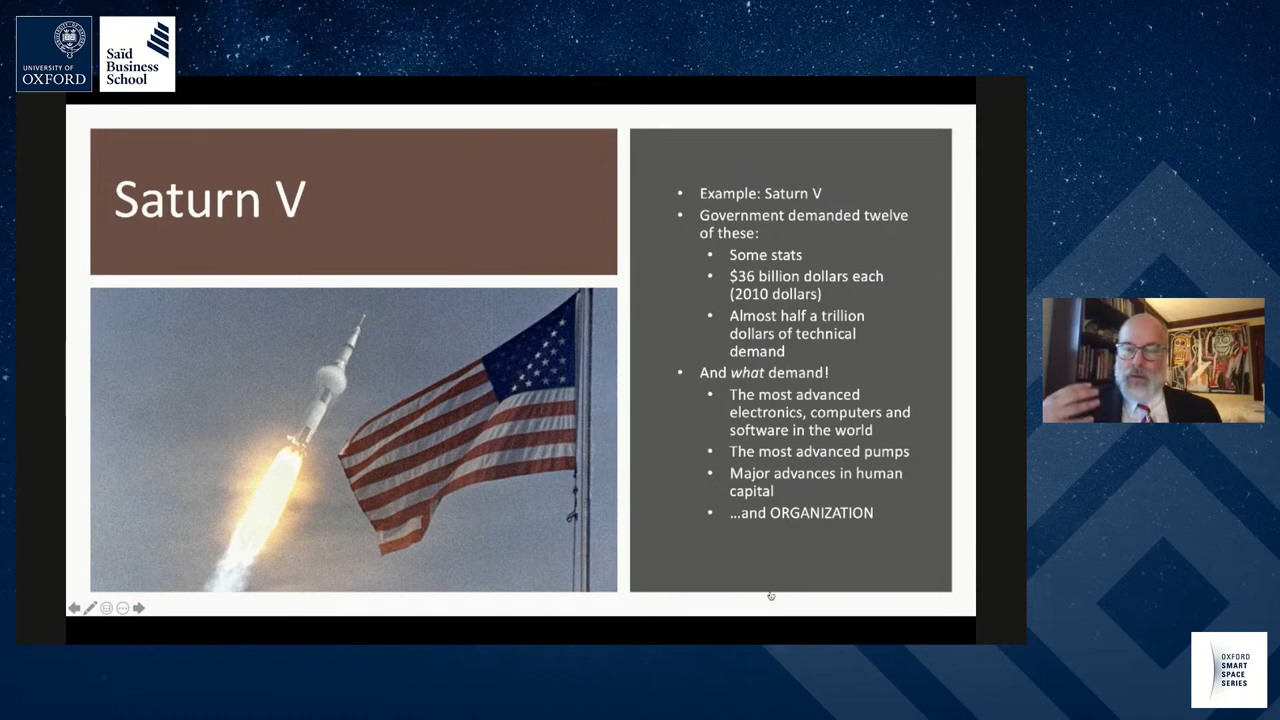 UNIVERSITY OF
OXFORD
Saïd
Business
School
Saturn V
• Example: Saturn V
• Government demanded twelve
of these:
• Some stats
• $36 billion dollars each
(2010 dollars)
• Almost half a trillion
dollars of technical
demand
• And what demand!
• The most advanced
electronics, computers and
software in the world
• The most advanced pumps
• Major advances in human
capital
• ...and ORGANIZATION
OXFORD
SMART
SPACE
SERIES